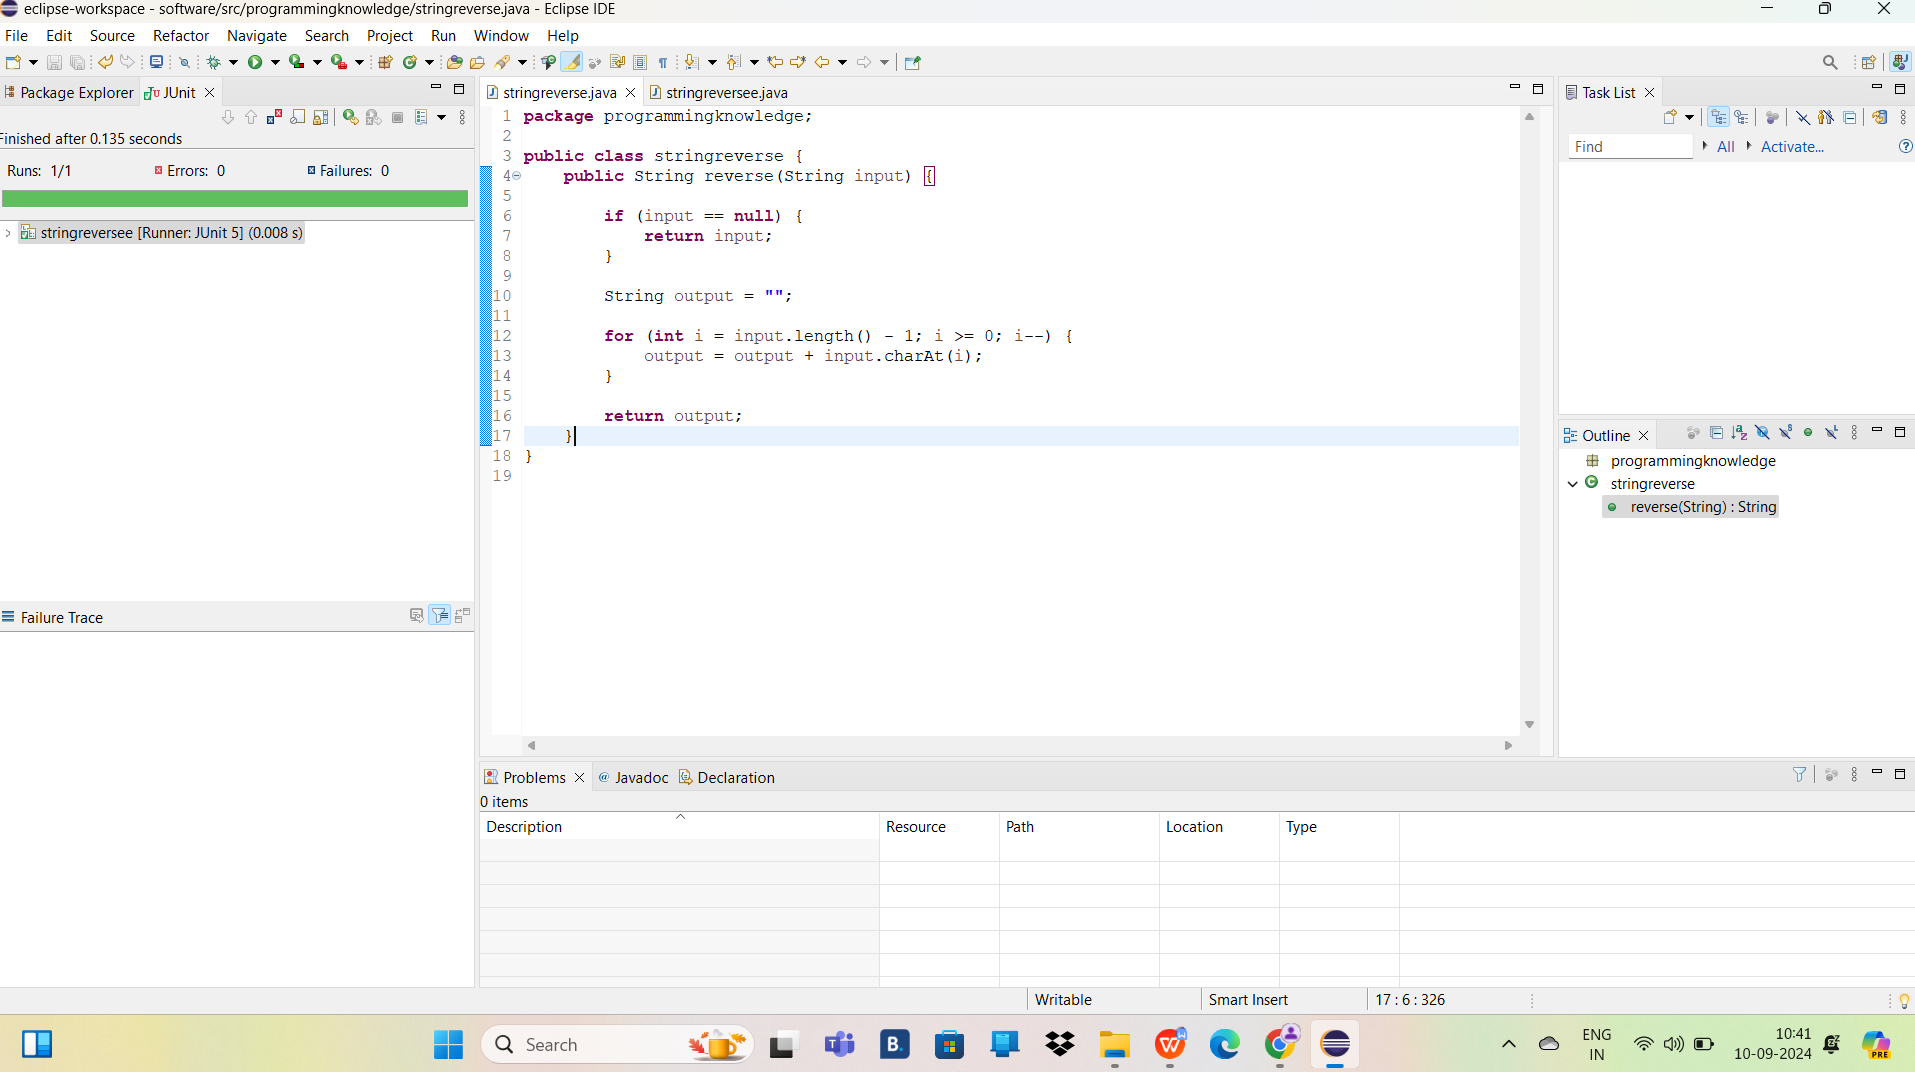 eclipse-workspace - software/src/programmingknowledge/stringreverse.java - Eclipse IDE
File Edit Source Refactor Navigate Search Project Run Window Help
Package Explorer JUnit
Finished after 0.135 seconds
Runs: 1/1 Errors: 0 Failures: 0
stringreversee [Runner: JUnit 5] (0.008 s)
Failure Trace
stringreverse.java stringreversee.java
1 package programmingknowledge;
2
3 public class stringreverse {
4 public String reverse(String input) {
5
6 if (input == null) {
7 return input;
8 }
9
10 String output = "";
11
12 for (int i = input.length() - 1; i >= 0; i--) {
13 output = output + input.charAt(i);
14 }
15
16 return output;
17 }
18 }
19
Task List
Find All Activate...
Outline
programmingknowledge
stringreverse
reverse(String) : String
Problems @ Javadoc Declaration
0 items
Description Resource Path Location Type
Writable Smart Insert 17 : 6 : 326
Search
ENG
IN
10:41
10-09-2024
PRE